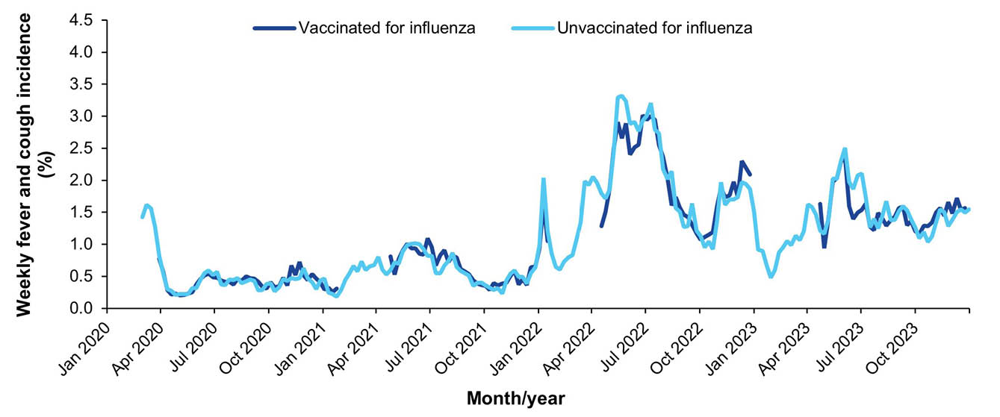 Weekly fever and cough incidence
(%)
4.5
4.0
3.5
3.0
2.5
2.0
1.5
1.0
0.5
0.0
Vaccinated for influenza
Unvaccinated for influenza
Jan 2020
Apr 2020
Jul 2020
Oct 2020
Jan 2021
Apr 2021
Jul 2021
Oct 2021
Jan 2022
Apr 2022
Jul 2022
Oct 2022
Jan 2023
Apr 2023
Jul 2023
Oct 2023
Month/year